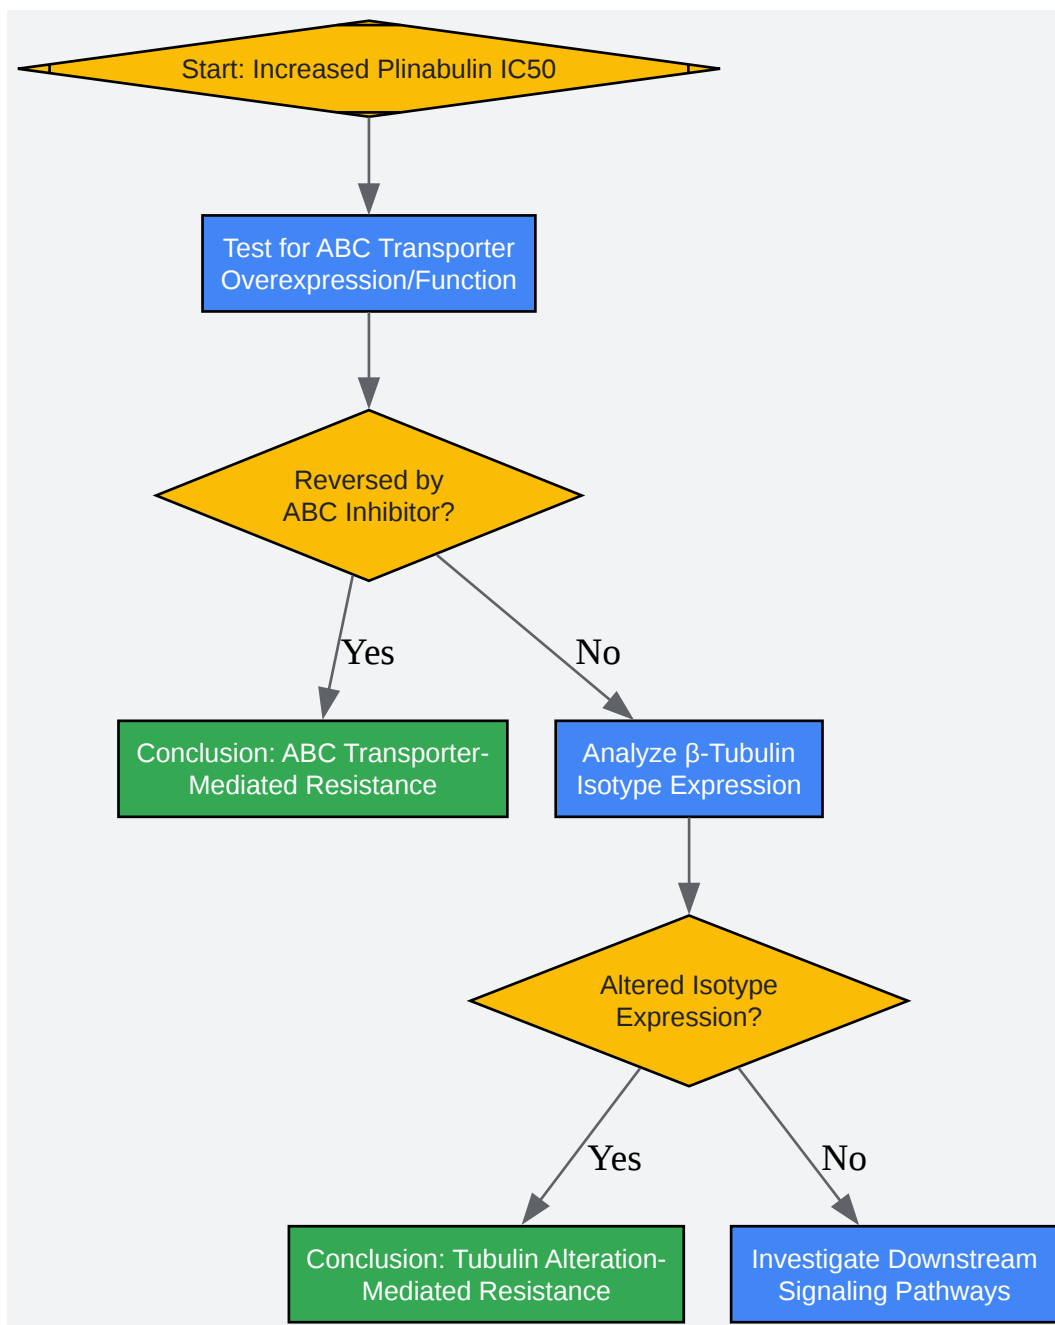 Start: Increased Plinabulin IC50
Test for ABC Transporter
Overexpression/Function
Reversed by
ABC Inhibitor?
Yes
No
Conclusion: ABC Transporter-
Mediated Resistance
Analyze β-Tubulin
Isotype Expression
Altered Isotype
Expression?
Yes
No
Conclusion: Tubulin Alteration-
Mediated Resistance
Investigate Downstream
Signaling Pathways